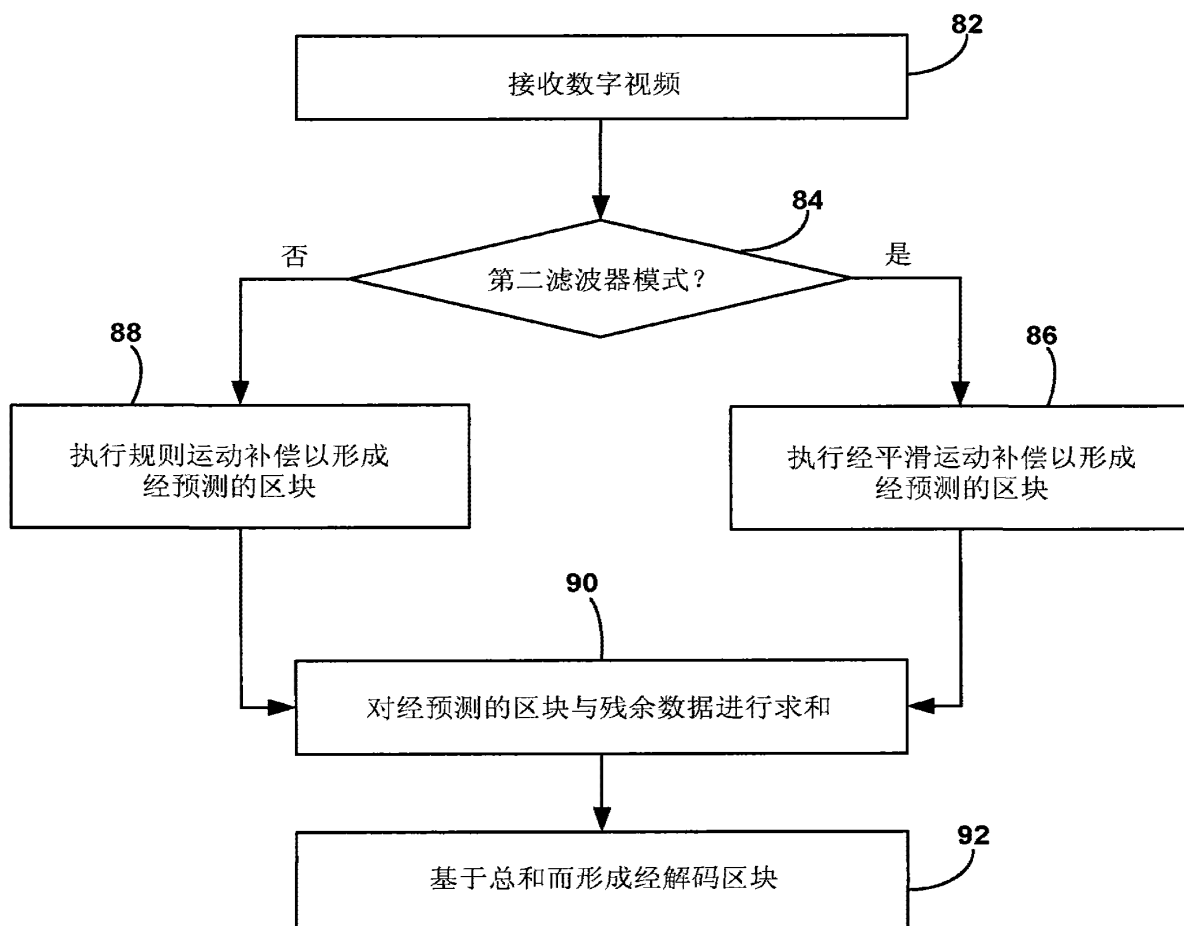 82
接收数字视频
84
否
第二滤波器模式？
是
88
86
执行规则运动补偿以形成
经预测的区块
执行经平滑运动补偿以形成
经预测的区块
90
对经预测的区块与残余数据进行求和
92
基于总和而形成经解码区块